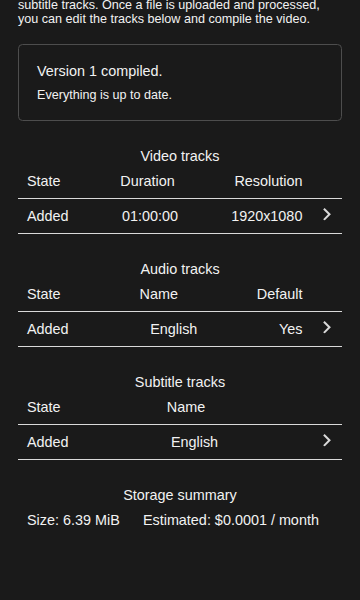 subtitle tracks. Once a file is uploaded and processed,
you can edit the tracks below and compile the video.
Version 1 compiled.
Everything is up to date.
Video tracks
State Duration Resolution
Added 01:00:00 1920x1080
Audio tracks
State Name Default
Added English Yes
Subtitle tracks
State Name
Added English
Storage summary
Size: 6.39 MiB Estimated: $0.0001 / month